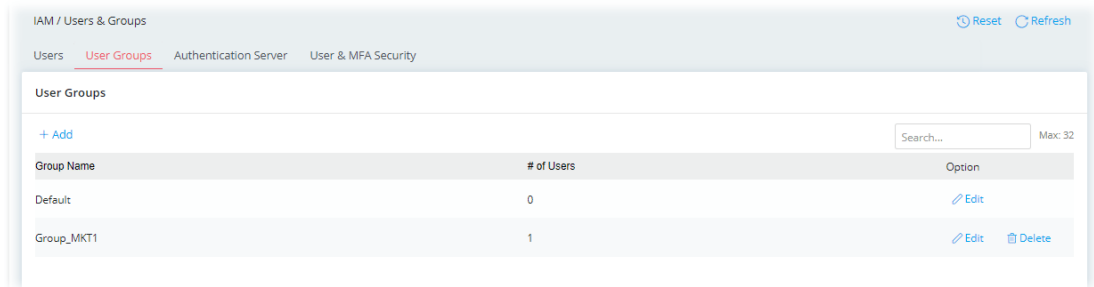 IAM / Users & Groups Reset Refresh
Users User Groups Authentication Server User & MFA Security
User Groups
+ Add Search... Max: 32
Group Name # of Users Option
Default 0 Edit
Group_MKT1 1 Edit Delete